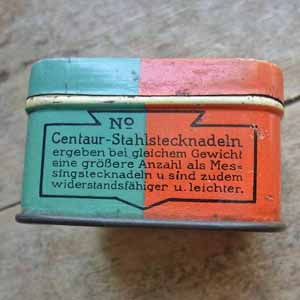 No
Centaur-Stahlstecknadeln
ergeben bei gleichem Gewicht
eine größere Anzahl als Mes-
singstecknadeln u sind zudem
widerstandsfähiger u. leichter.